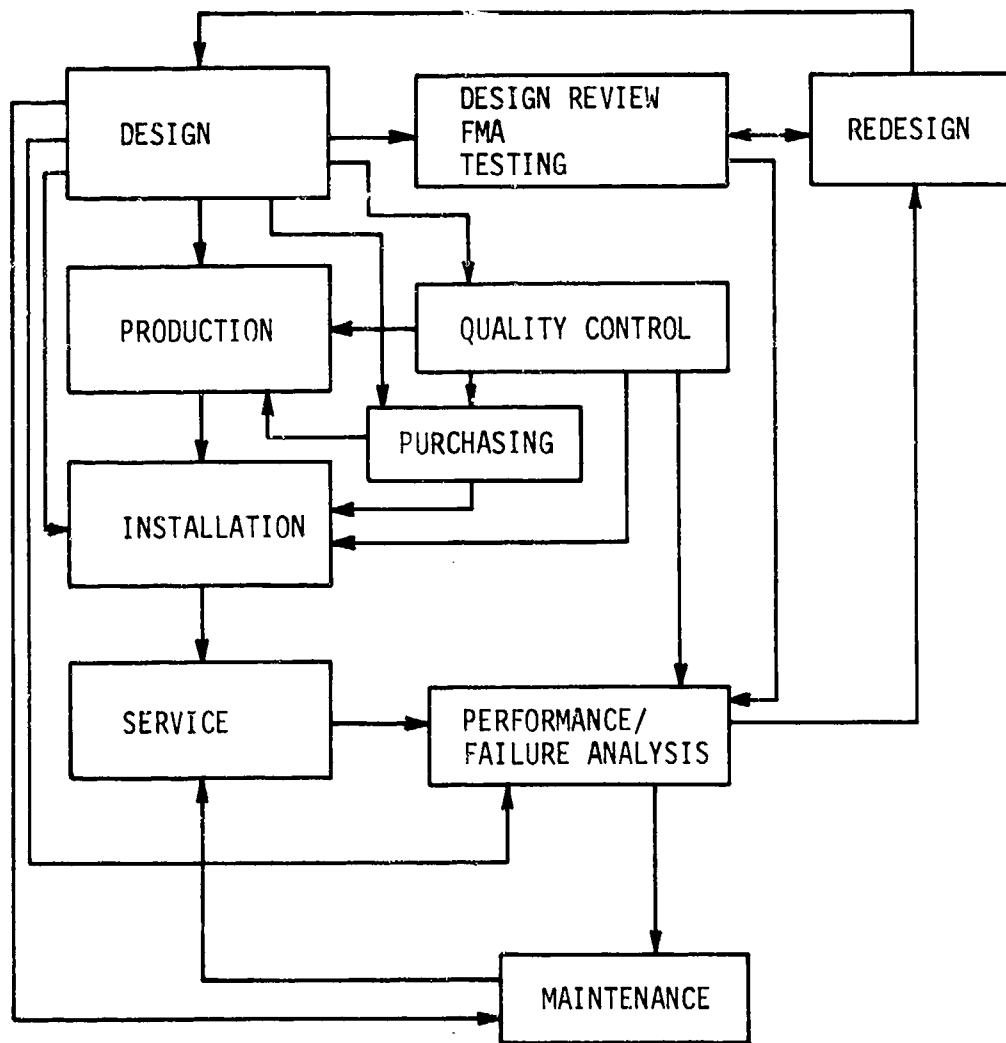 DESIGN
DESIGN REVIEW
FMA
TESTING
REDESIGN
PRODUCTION
QUALITY CONTROL
PURCHASING
INSTALLATION
SERVICE
PERFORMANCE/
FAILURE ANALYSIS
MAINTENANCE